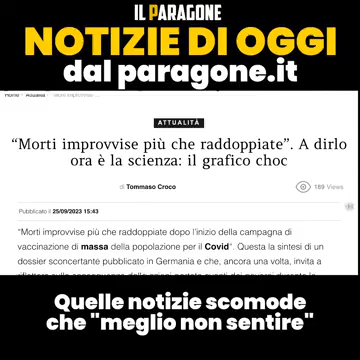 IL PARAGONE
NOTIZIE DI OGGI
dal paragone.it
ATTUALITÀ
“Morti improvvise più che raddoppiate”. A dirlo
ora è la scienza: il grafico choc
di Tommaso Croco
189 Views
Pubblicato il 25/09/2023 15:43
“Morti improvvise più che raddoppiate dopo l’inizio della campagna di
vaccinazione di massa della popolazione per il Covid”. Questa la sintesi di un
dossier sconcertante pubblicato in Germania e che, ancora una volta, invita a
Quelle notizie scomode
che "meglio non sentire"